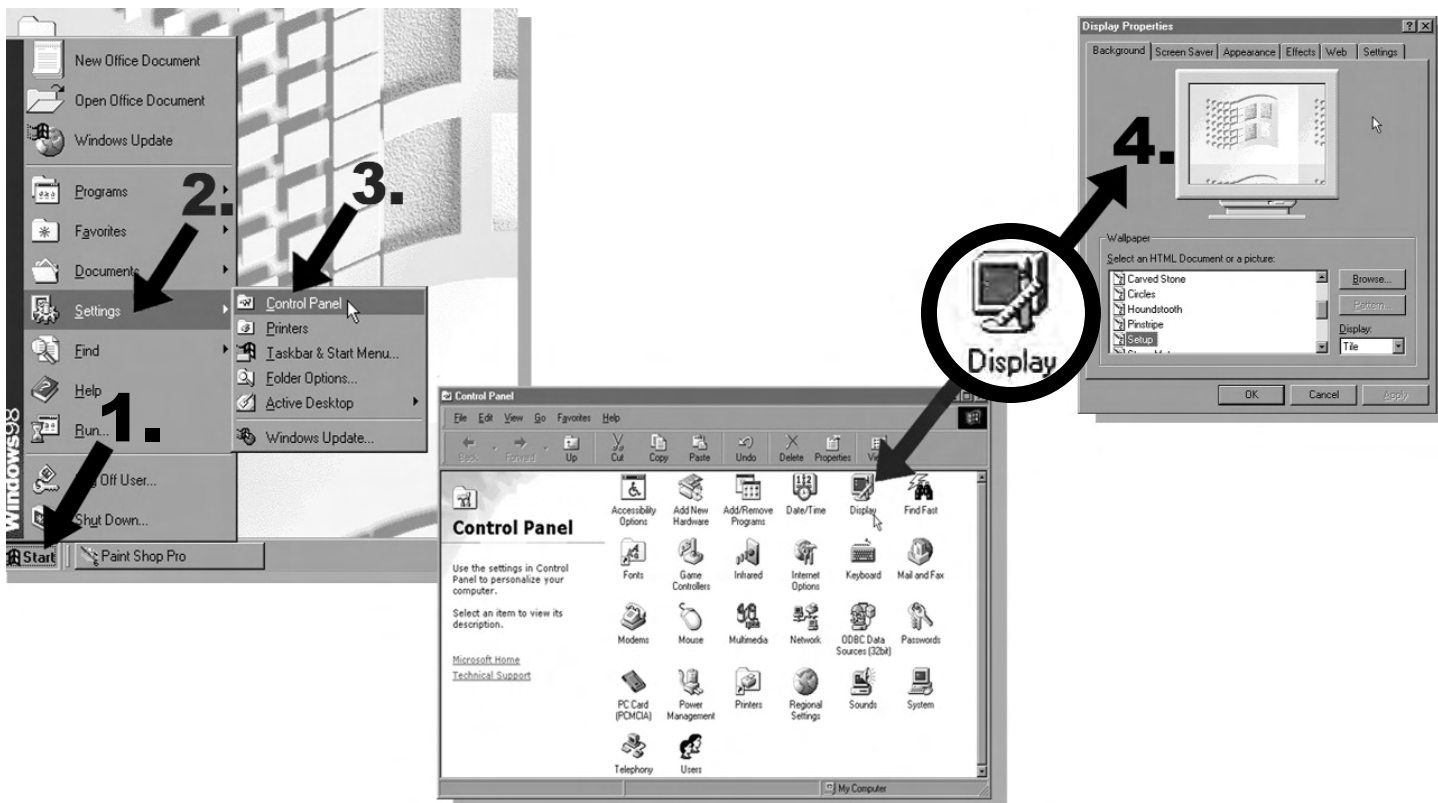 New Office Document
Open Office Document
Windows Update
Programs
Favorites
Documents
Settings
Find
Help
Run...
Off User...
Shut Down...
Windows98
Start
Paint Shop Pro
1.
2.
3.
Control Panel
Printers
Taskbar & Start Menu...
Folder Options...
Active Desktop
Windows Update...
Control Panel
File Edit View Go Favorites Help
Back Forward Up Cut Copy Paste Undo Delete Properties
Control Panel
Use the settings in Control
Panel to personalize your
computer.
Select an item to view its
description.
Microsoft Home
Technical Support
Accessibility
Options
Add New
Hardware
Add/Remove
Programs
Date/Time
Display
Find Fast
Fonts
Game
Controllers
Infrared
Internet
Options
Keyboard
Mail and Fax
Modems
Mouse
Multimedia
Network
ODBC Data
Sources (32bit)
Passwords
PC Card
(PCMCIA)
Power
Management
Printers
Regional
Settings
Sounds
System
Telephony
Users
My Computer
Display
4.
Display Properties
Background Screen Saver Appearance Effects Web Settings
Wallpaper
Select an HTML Document or a picture:
Carved Stone
Circles
Houndstooth
Pinstripe
Setup
Browse...
Pattern...
Display:
Tile
OK Cancel Apply